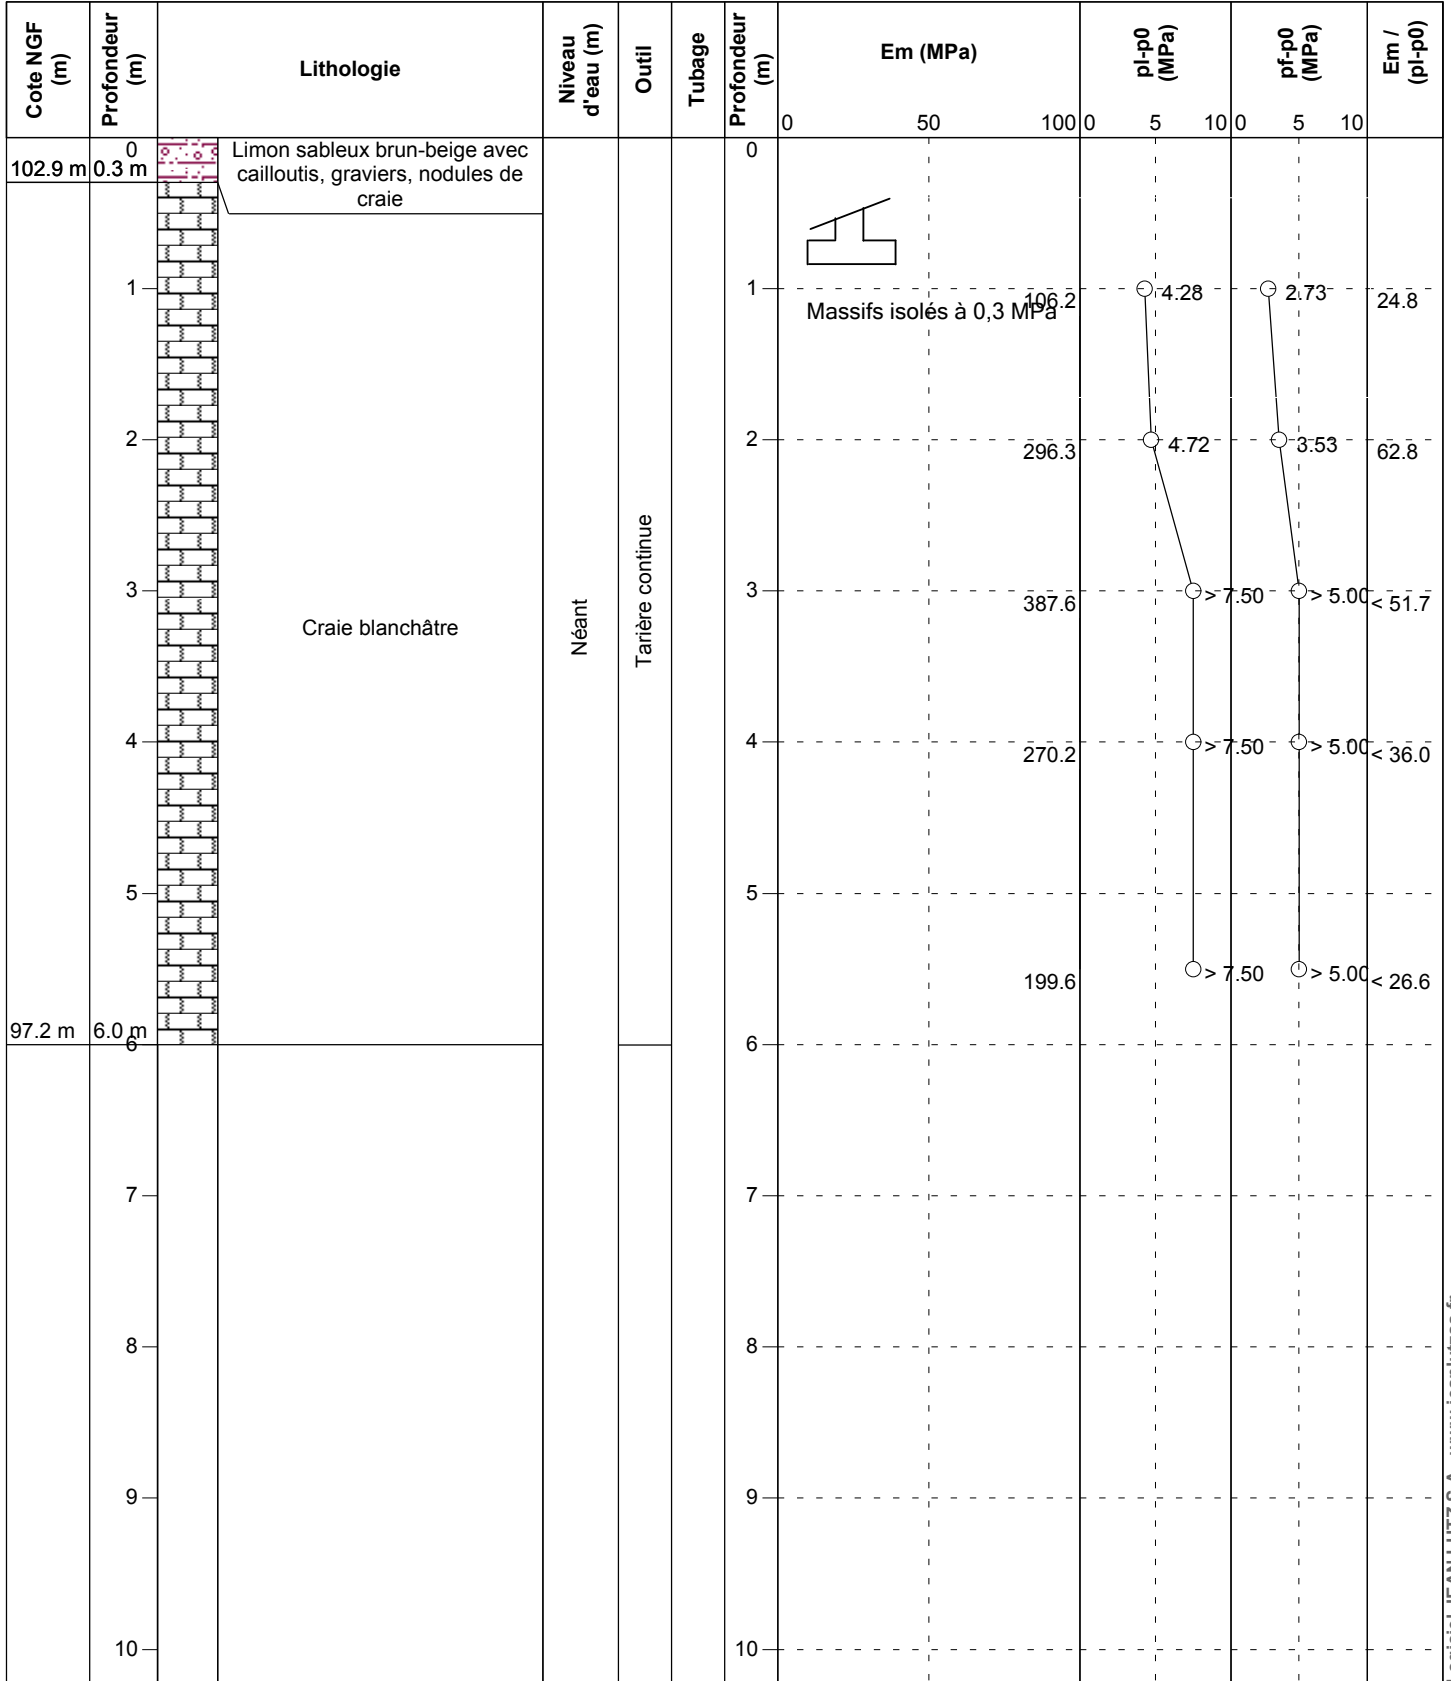 Cote NGF
(m)
Profondeur
(m)
Lithologie
Niveau
d'eau (m)
Outil
Tubage
Profondeur
(m)
Em (MPa)
0 50 100
pl-p0
(MPa)
0 5 10
pf-p0
(MPa)
0 5 10
Em /
(pl-p0)
0
102.9 m 0.3 m
Limon sableux brun-beige avec
cailloutis, graviers, nodules de
craie
0
Massifs isolés à 0,3 MPa
1 1 106.2 4.28 2.73 24.8
2 2 296.3 4.72 3.53 62.8
3 3 387.6 > 7.50 > 5.00 < 51.7
Craie blanchâtre
Néant
Tarière continue
4 4 270.2 > 7.50 > 5.00 < 36.0
5 5
199.6 > 7.50 > 5.00 < 26.6
97.2 m 6.0 m
6 6
7 7
8 8
9 9
10 10
JEAN LUTZ S.A.